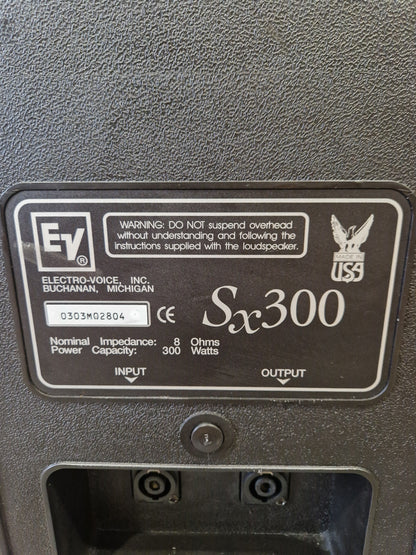 EV®
WARNING: DO NOT suspend overhead
without understanding and following the
instructions supplied with the loudspeaker.
MADE IN
USA
ELECTRO-VOICE, INC.
BUCHANAN, MICHIGAN
0303M02804
CE
Sx300
Nominal Impedance: 8 Ohms
Power Capacity: 300 Watts
INPUT
OUTPUT